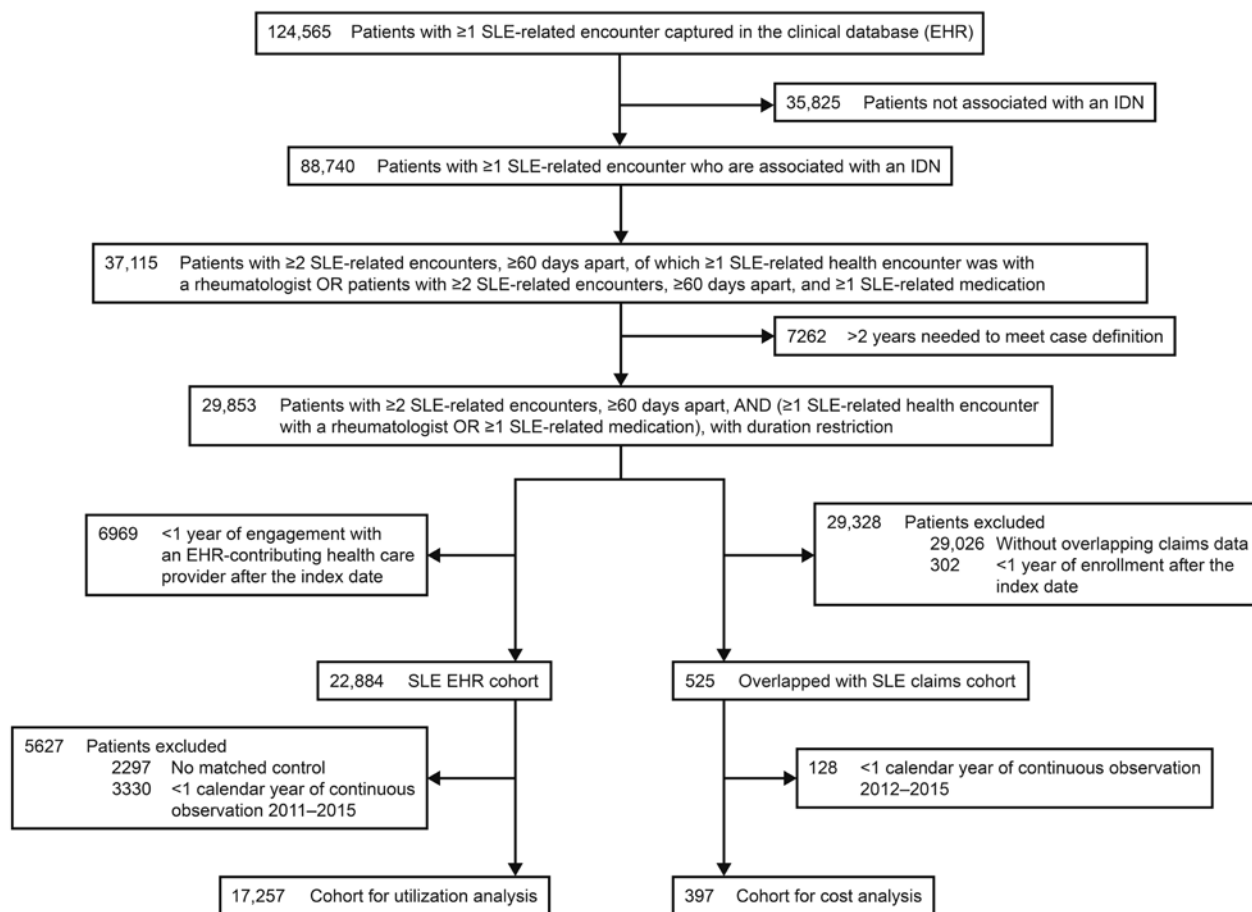 124,565 Patients with ≥1 SLE-related encounter captured in the clinical database (EHR)
35,825 Patients not associated with an IDN
88,740 Patients with ≥1 SLE-related encounter who are associated with an IDN
37,115 Patients with ≥2 SLE-related encounters, ≥60 days apart, of which ≥1 SLE-related health encounter was with
a rheumatologist OR patients with ≥2 SLE-related encounters, ≥60 days apart, and ≥1 SLE-related medication
7262 >2 years needed to meet case definition
29,853 Patients with ≥2 SLE-related encounters, ≥60 days apart, AND (≥1 SLE-related health encounter
with a rheumatologist OR ≥1 SLE-related medication), with duration restriction
6969 <1 year of engagement with
an EHR-contributing health care
provider after the index date
29,328 Patients excluded
29,026 Without overlapping claims data
302 <1 year of enrollment after the
index date
22,884 SLE EHR cohort
525 Overlapped with SLE claims cohort
5627 Patients excluded
2297 No matched control
3330 <1 calendar year of continuous
observation 2011–2015
128 <1 calendar year of continuous observation
2012–2015
17,257 Cohort for utilization analysis
397 Cohort for cost analysis